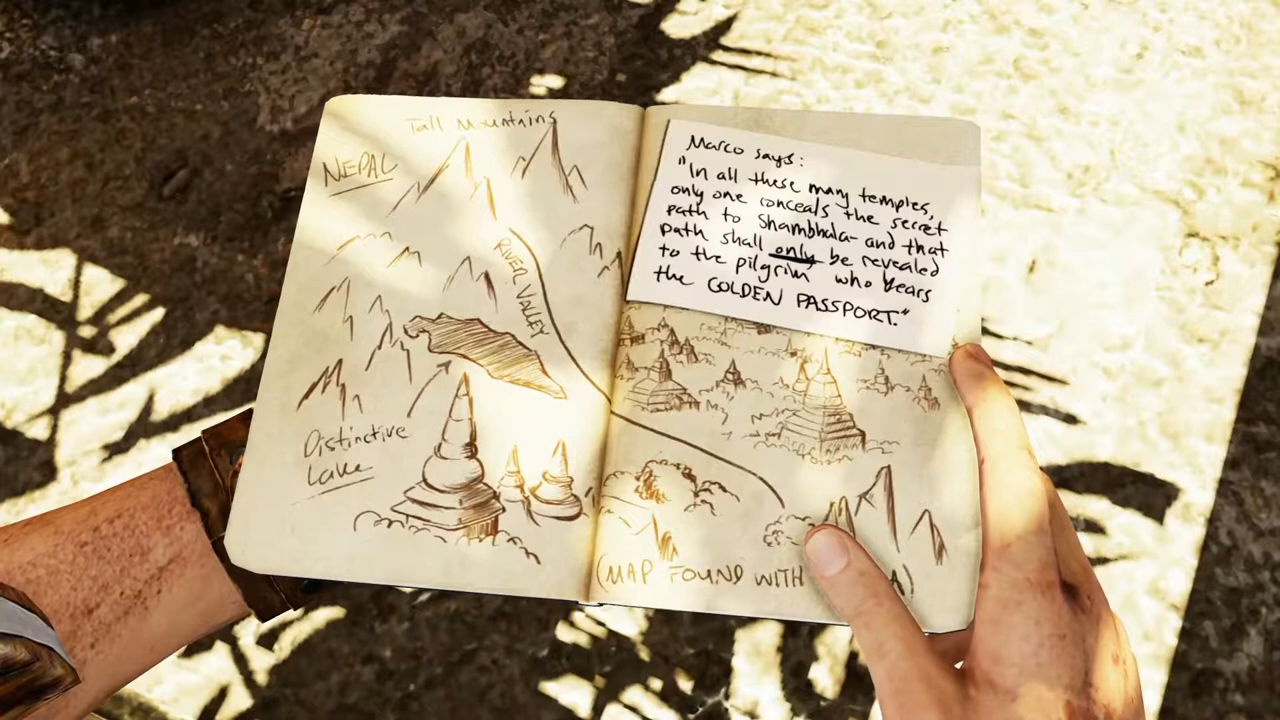 Tall Mountains
NEPAL
RIVER VALLEY
Distinctive
Lake
Marco says:
"In all these many temples,
only one conceals the secret
path to Shambhala- and that
path shall only be revealed
to the pilgrim who bears
the GOLDEN PASSPORT."
(MAP FOUND WITH